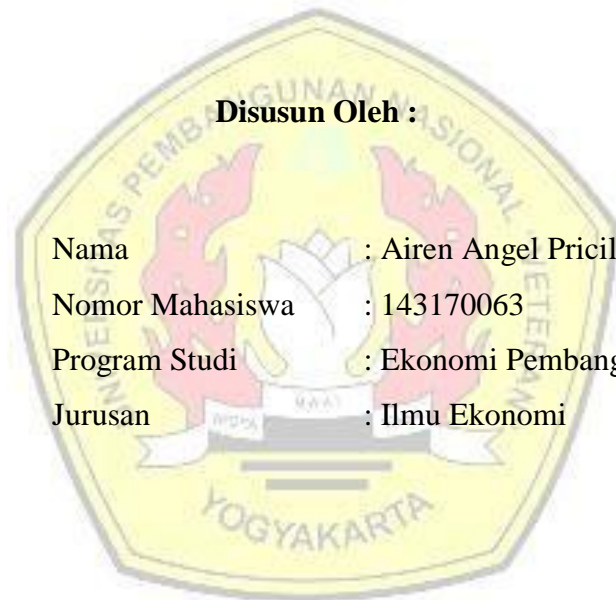 Disusun Oleh :
Nama : Airen Angel Pricil
Nomor Mahasiswa : 143170063
Program Studi : Ekonomi Pembang
Jurusan : Ilmu Ekonomi
YOGYAKARTA